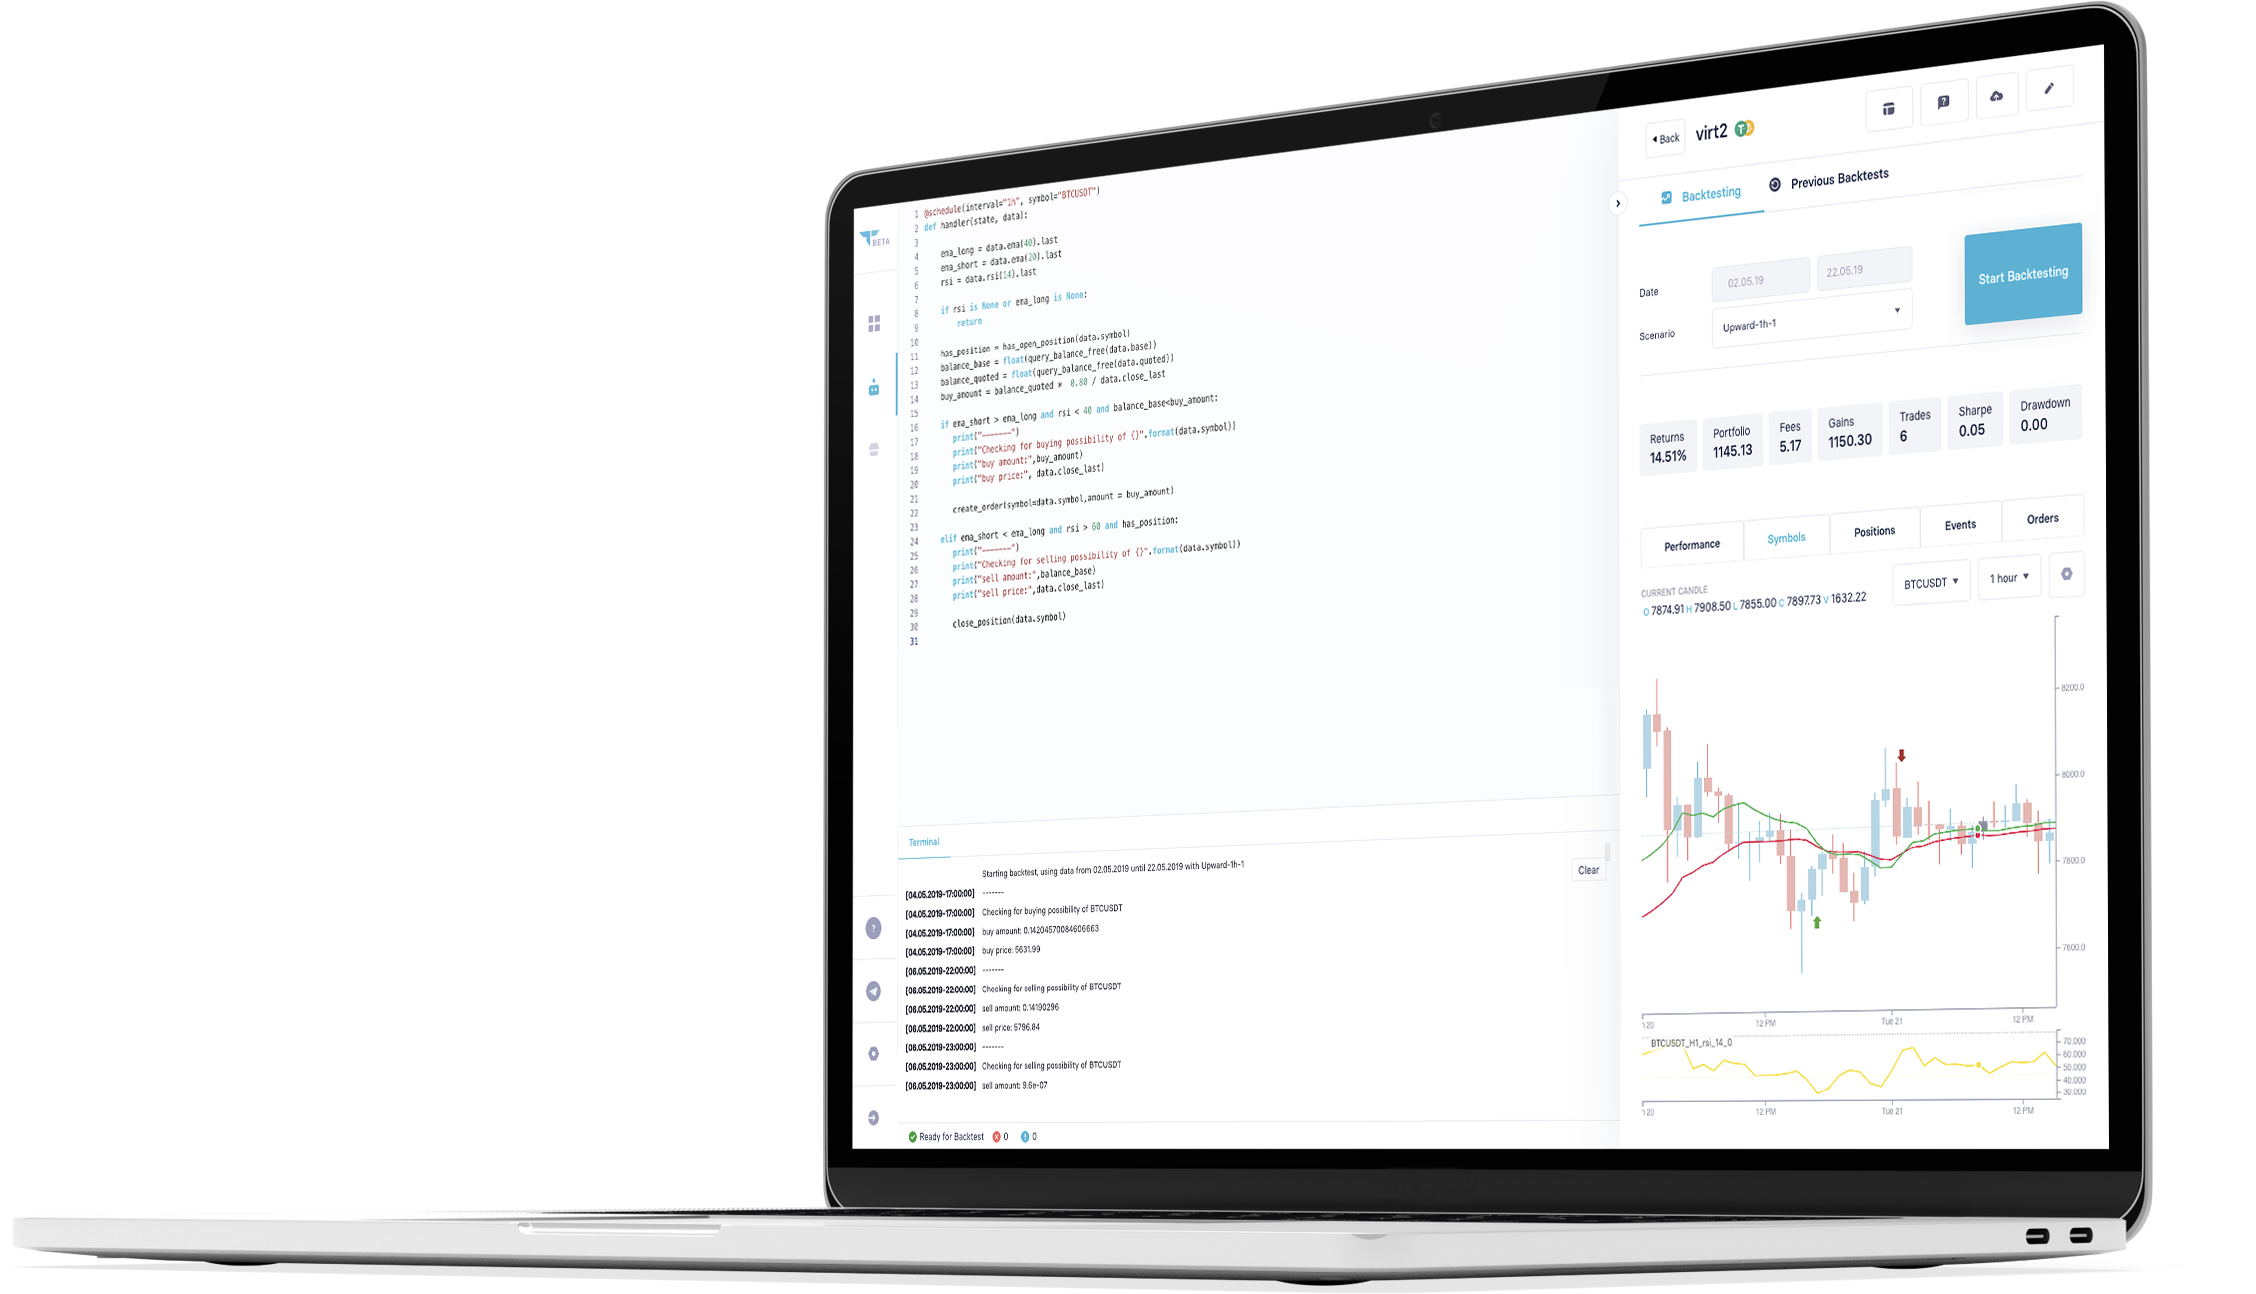 BETA
1 @schedule(interval="1h", symbol="BTCUSDT")
2 def handler(state, data):
3
4 ema_long = data.ema(40).last
5 ema_short = data.ema(20).last
6 rsi = data.rsi(14).last
7
8 if rsi is None or ema_long is None:
9 return
10
11 has_position = has_open_position(data.symbol)
12 balance_base = float(query_balance_free(data.base))
13 balance_quoted = float(query_balance_free(data.quoted))
14 buy_amount = balance_quoted * 0.80 / data.close_last
15
16 if ema_short > ema_long and rsi < 40 and balance_base<buy_amount:
17 print("-------")
18 print("Checking for buying possibility of {}".format(data.symbol))
19 print("buy amount:",buy_amount)
20 print("buy price:", data.close_last)
21
22 create_order(symbol=data.symbol,amount = buy_amount)
23
24 elif ema_short < ema_long and rsi > 60 and has_position:
25 print("-------")
26 print("Checking for selling possibility of {}".format(data.symbol))
27 print("sell amount:",balance_base)
28 print("sell price:",data.close_last)
29
30 close_position(data.symbol)
31
Terminal
Clear
Starting backtest, using data from 02.05.2019 until 22.05.2019 with Upward-1h-1
[04.05.2019-17:00:00] -------
[04.05.2019-17:00:00] Checking for buying possibility of BTCUSDT
[04.05.2019-17:00:00] buy amount: 0.14204570084606663
[04.05.2019-17:00:00] buy price: 5631.99
[06.05.2019-22:00:00] -------
[06.05.2019-22:00:00] Checking for selling possibility of BTCUSDT
[06.05.2019-22:00:00] sell amount: 0.14190296
[06.05.2019-22:00:00] sell price: 5796.84
[06.05.2019-23:00:00] -------
[06.05.2019-23:00:00] Checking for selling possibility of BTCUSDT
[06.05.2019-23:00:00] sell amount: 9.6e-07
Ready for Backtest 0 0
Back virt2
Backtesting Previous Backtests
Date 02.05.19 22.05.19
Scenario Upward-1h-1
Start Backtesting
Returns Portfolio Fees Gains Trades Sharpe Drawdown
14.51% 1145.13 5.17 1150.30 6 0.05 0.00
Performance Symbols Positions Events Orders
CURRENT CANDLE
O 7874.91 H 7908.50 L 7855.00 C 7897.73 V 1632.22
BTCUSDT 1 hour
8200.0
8000.0
7800.0
7600.0
20 12 PM Tue 21 12 PM
BTCUSDT_H1_rsi_14_0
70.000
60.000
50.000
40.000
30.000
20 12 PM Tue 21 12 PM